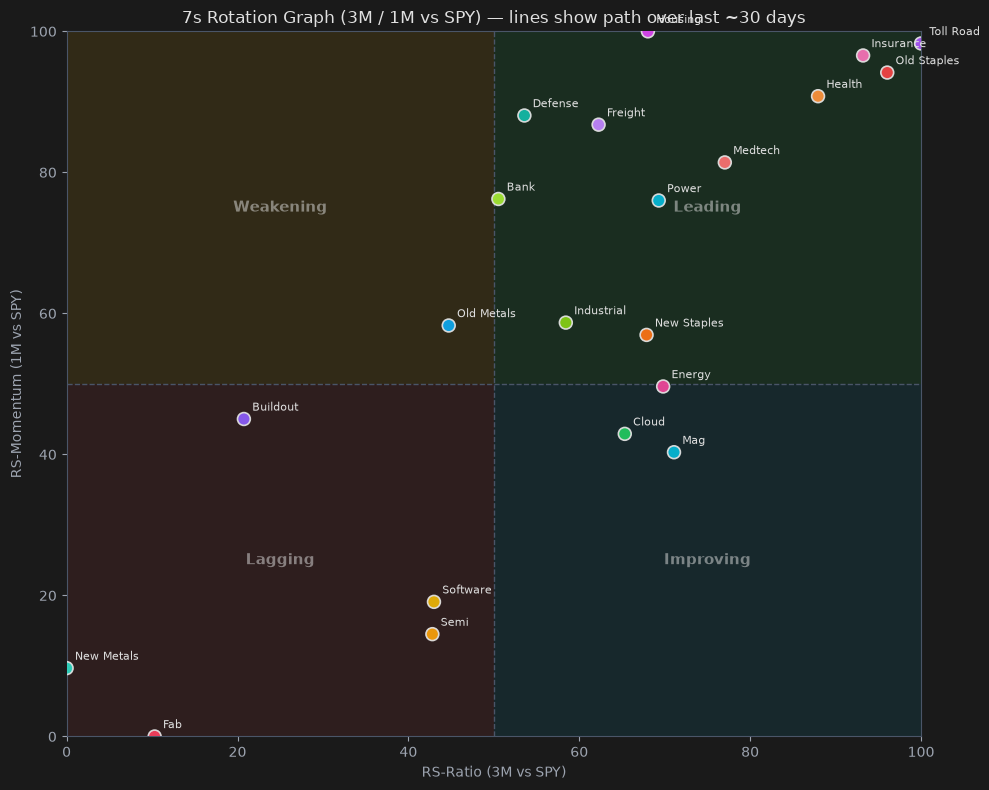 7s Rotation Graph (3M / 1M vs SPY) — lines show path over last ~30 days
Housing
Toll Road
Insurance
Old Staples
Health
Defense
Freight
Medtech
Bank
Power
Weakening
Leading
Old Metals
Industrial
New Staples
Energy
Buildout
Cloud
Mag
Lagging
Improving
Software
Semi
New Metals
Fab
100
80
60
40
20
0
0
20
40
60
80
100
RS-Momentum (1M vs SPY)
RS-Ratio (3M vs SPY)